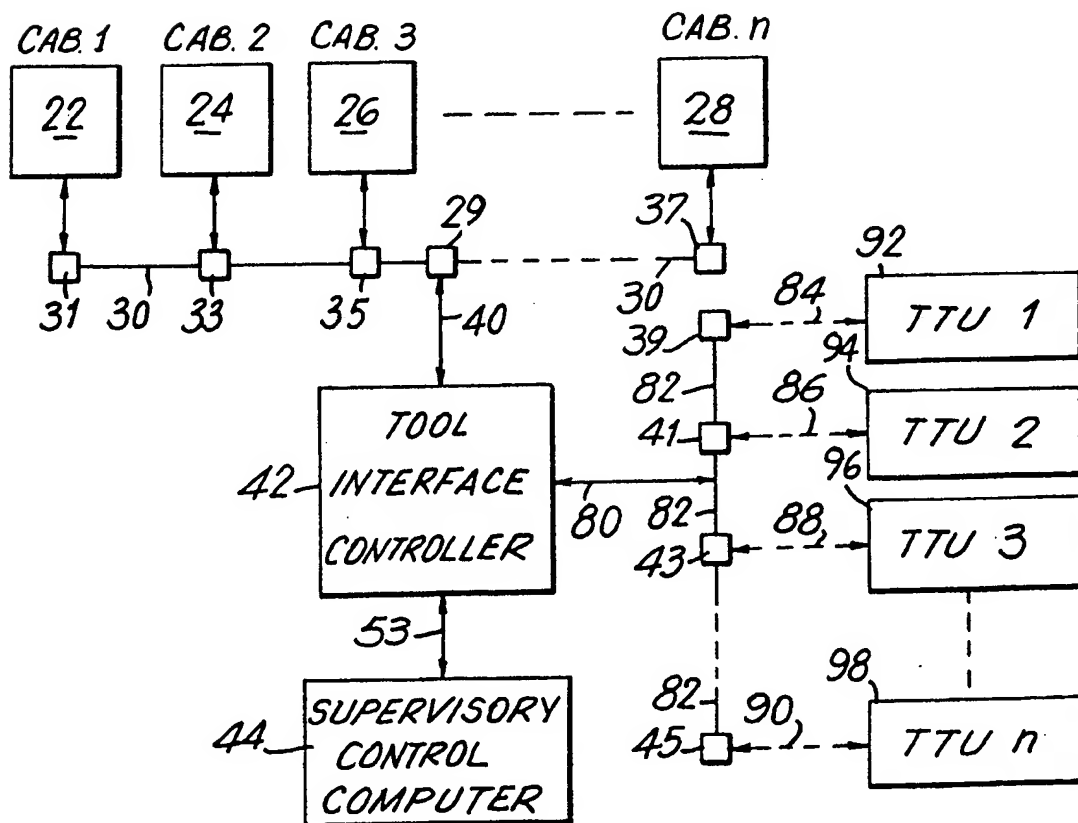 CAB. 1 CAB. 2 CAB. 3 CAB. n
22 24 26 28
29 37
31 30 33 35 30
40
92
84 TTU 1
39
82 86 94
41 TTU 2
TOOL
42 INTERFACE
CONTROLLER
80 82 88 96
43 TTU 3
53
82 90 98
44 SUPERVISORY
CONTROL
COMPUTER
45 TTU n